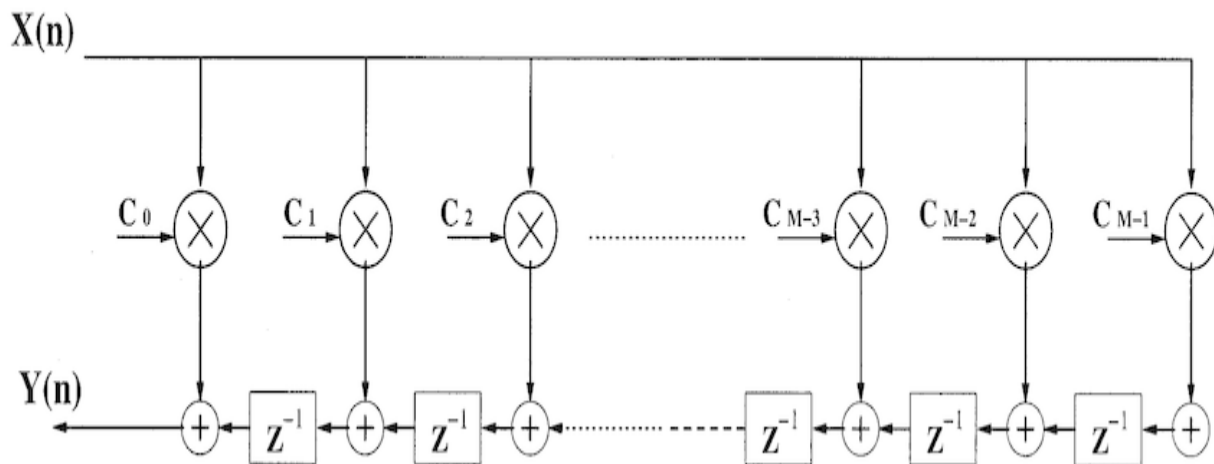 X(n)
C 0 C 1 C 2 C M-3 C M-2 C M-1
Y(n)
+ z⁻¹ + z⁻¹ + z⁻¹ + z⁻¹ + z⁻¹ +